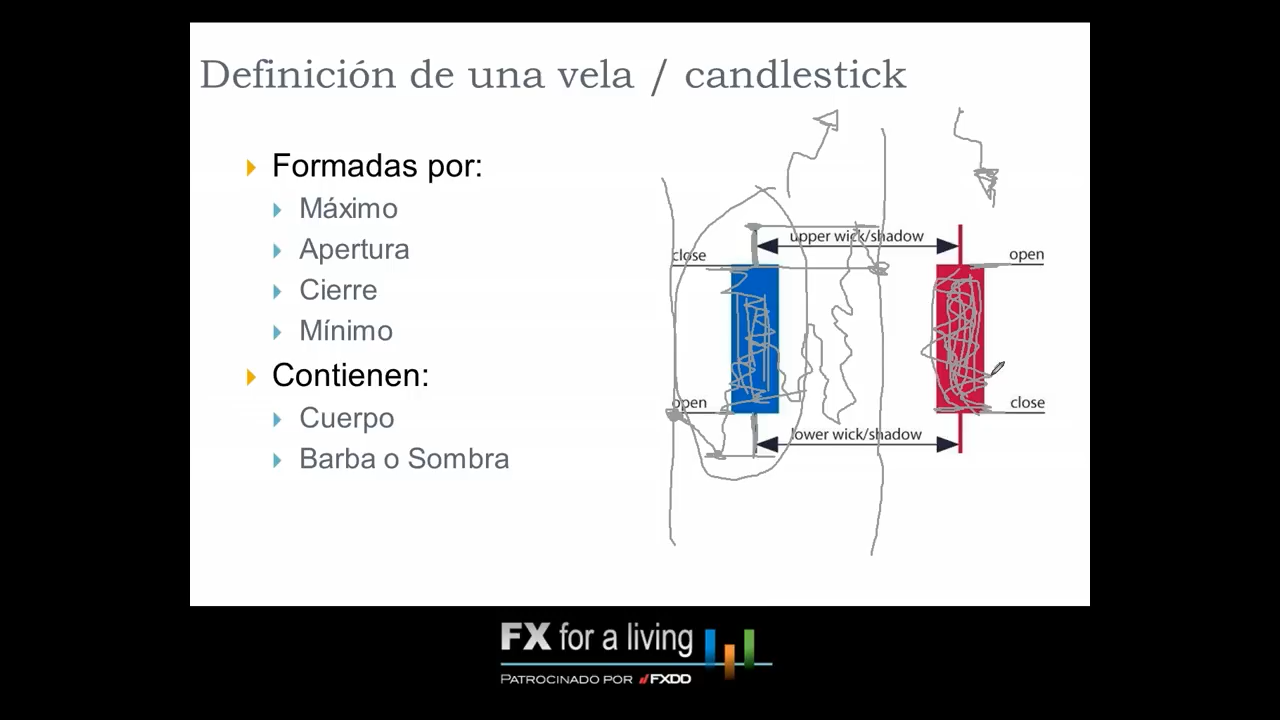 Definición de una vela / candlestick
Formadas por:
Máximo
Apertura
Cierre
Mínimo
Contienen:
Cuerpo
Barba o Sombra
upper wick/shadow
close
open
open
close
lower wick/shadow
FX for a living
PATROCINADO POR FXDD